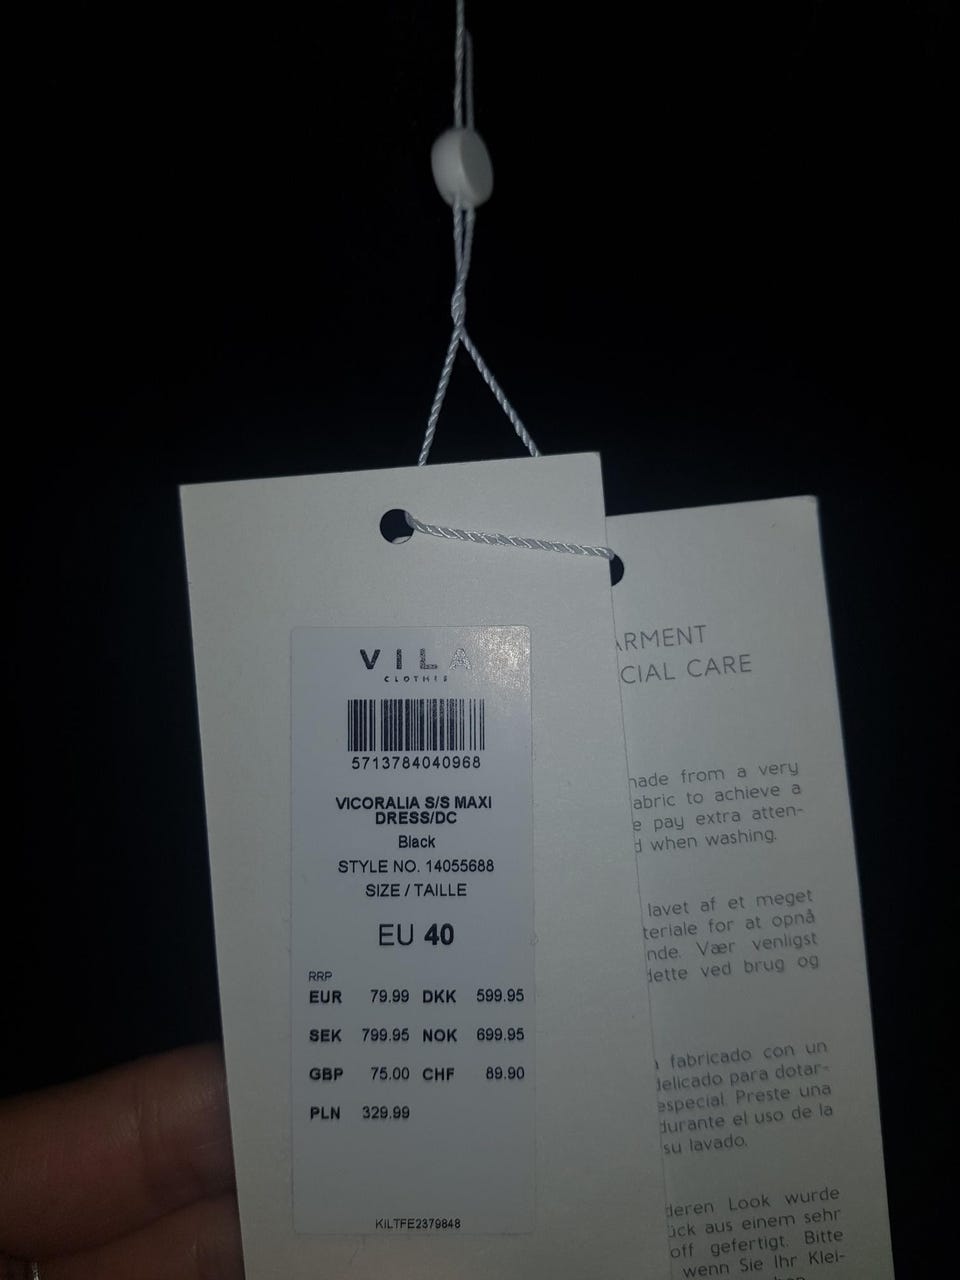 VILA
CLOTHES
5713784040968
VICORALIA S/S MAXI
DRESS/DC
Black
STYLE NO. 14055688
SIZE / TAILLE
EU 40
RRP
EUR 79.99 DKK 599.95
SEK 799.95 NOK 699.95
GBP 75.00 CHF 89.90
PLN 329.99
KILTFE2379848
ARMENT
CIAL CARE
made from a very
abric to achieve a
e pay extra atten-
d when washing.
lavet af et meget
teriale for at opnå
nde. Vær venligst
dette ved brug og
fabricado con un
delicado para dotar-
especial. Preste una
durante el uso de la
su lavado.
deren Look wurde
ück aus einem sehr
off gefertigt. Bitte
wenn Sie Ihr Klei-